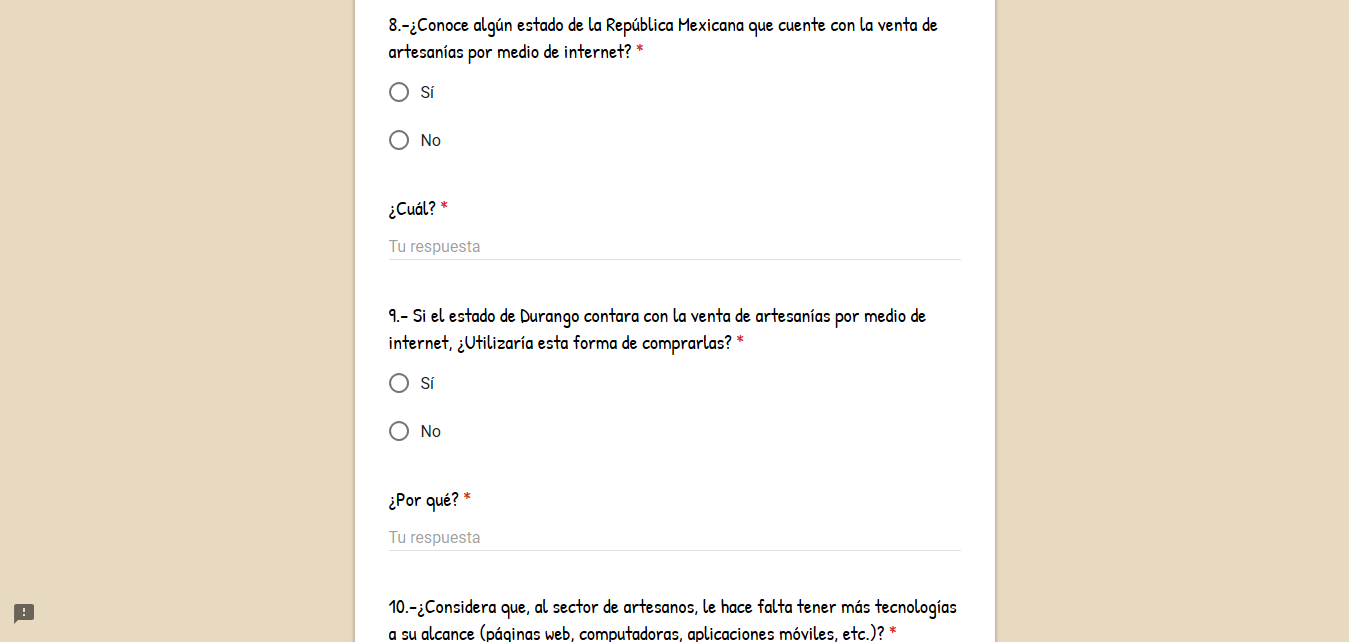 8.-¿Conoce algún estado de la República Mexicana que cuente con la venta de
artesanías por medio de internet? *
Sí
No
¿Cuál? *
Tu respuesta
9.- Si el estado de Durango contara con la venta de artesanías por medio de
internet, ¿Utilizaría esta forma de comprarlas? *
Sí
No
¿Por qué? *
Tu respuesta
10.-¿Considera que, al sector de artesanos, le hace falta tener más tecnologías
a su alcance (páginas web, computadoras, aplicaciones móviles, etc.)? *